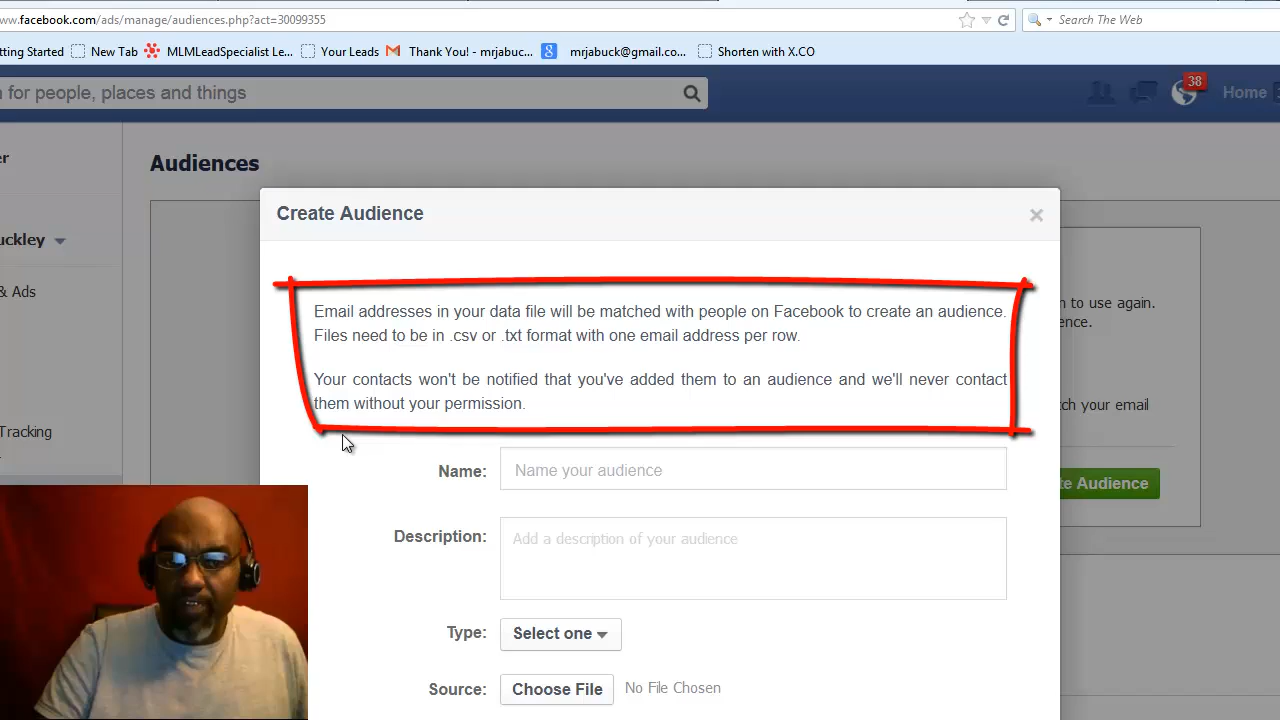 ww.facebook.com/ads/manage/audiences.php?act=30099355
Search The Web
tting Started
New Tab
MLMLeadSpecialist Le...
Your Leads
Thank You! - mrjabuc...
mrjabuck@gmail.co...
Shorten with X.CO
n for people, places and things
38
Home
er
Audiences
uckley
Create Audience
×
& Ads
Email addresses in your data file will be matched with people on Facebook to create an audience.
Files need to be in .csv or .txt format with one email address per row.
n to use again.
ence.
Your contacts won't be notified that you've added them to an audience and we'll never contact
them without your permission.
tch your email
Tracking
Name:
Name your audience
te Audience
Description:
Add a description of your audience
Type:
Select one
Source:
Choose File
No File Chosen